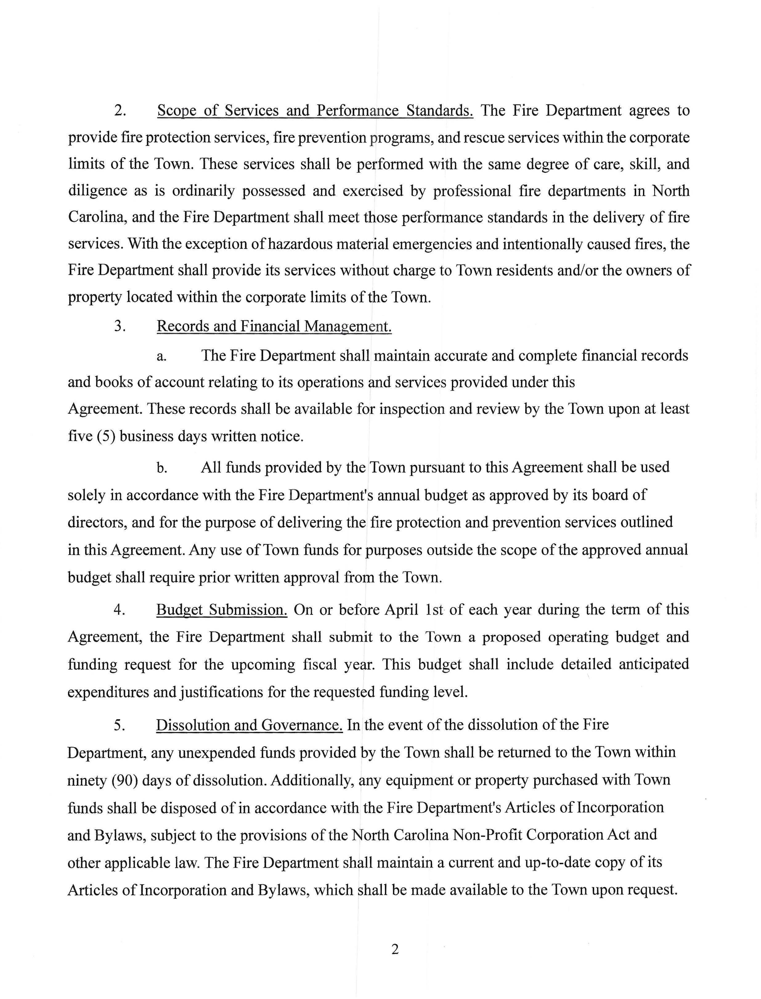 2. Scope of Services and Performance Standards. The Fire Department agrees to
provide fire protection services, fire prevention programs, and rescue services within the corporate
limits of the Town. These services shall be performed with the same degree of care, skill, and
diligence as is ordinarily possessed and exercised by professional fire departments in North
Carolina, and the Fire Department shall meet those performance standards in the delivery of fire
services. With the exception of hazardous material emergencies and intentionally caused fires, the
Fire Department shall provide its services without charge to Town residents and/or the owners of
property located within the corporate limits of the Town.
3. Records and Financial Management.
a. The Fire Department shall maintain accurate and complete financial records
and books of account relating to its operations and services provided under this
Agreement. These records shall be available for inspection and review by the Town upon at least
five (5) business days written notice.
b. All funds provided by the Town pursuant to this Agreement shall be used
solely in accordance with the Fire Department's annual budget as approved by its board of
directors, and for the purpose of delivering the fire protection and prevention services outlined
in this Agreement. Any use of Town funds for purposes outside the scope of the approved annual
budget shall require prior written approval from the Town.
4. Budget Submission. On or before April 1st of each year during the term of this
Agreement, the Fire Department shall submit to the Town a proposed operating budget and
funding request for the upcoming fiscal year. This budget shall include detailed anticipated
expenditures and justifications for the requested funding level.
5. Dissolution and Governance. In the event of the dissolution of the Fire
Department, any unexpended funds provided by the Town shall be returned to the Town within
ninety (90) days of dissolution. Additionally, any equipment or property purchased with Town
funds shall be disposed of in accordance with the Fire Department's Articles of Incorporation
and Bylaws, subject to the provisions of the North Carolina Non-Profit Corporation Act and
other applicable law. The Fire Department shall maintain a current and up-to-date copy of its
Articles of Incorporation and Bylaws, which shall be made available to the Town upon request.
2